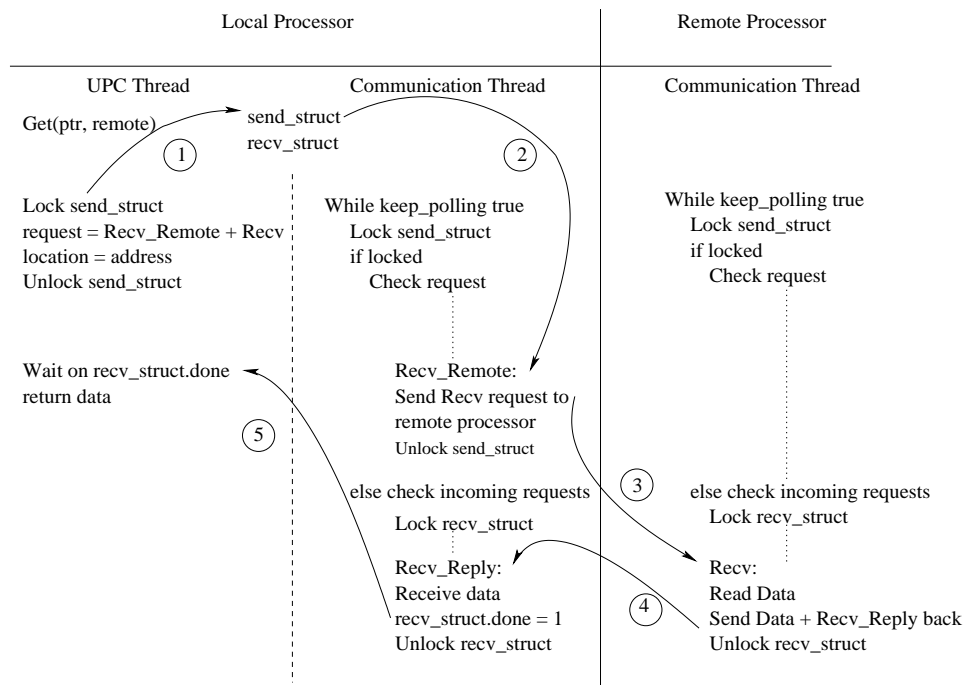 Local Processor
Remote Processor
UPC Thread
Communication Thread
Communication Thread
Get(ptr, remote)
send_struct
recv_struct
1
2
Lock send_struct
request = Recv_Remote + Recv
location = address
Unlock send_struct
While keep_polling true
Lock send_struct
if locked
Check request
While keep_polling true
Lock send_struct
if locked
Check request
Wait on recv_struct.done
return data
Recv_Remote:
Send Recv request to
remote processor
Unlock send_struct
5
3
else check incoming requests
Lock recv_struct
Recv_Reply:
Receive data
recv_struct.done = 1
Unlock recv_struct
4
else check incoming requests
Lock recv_struct
Recv:
Read Data
Send Data + Recv_Reply back
Unlock recv_struct